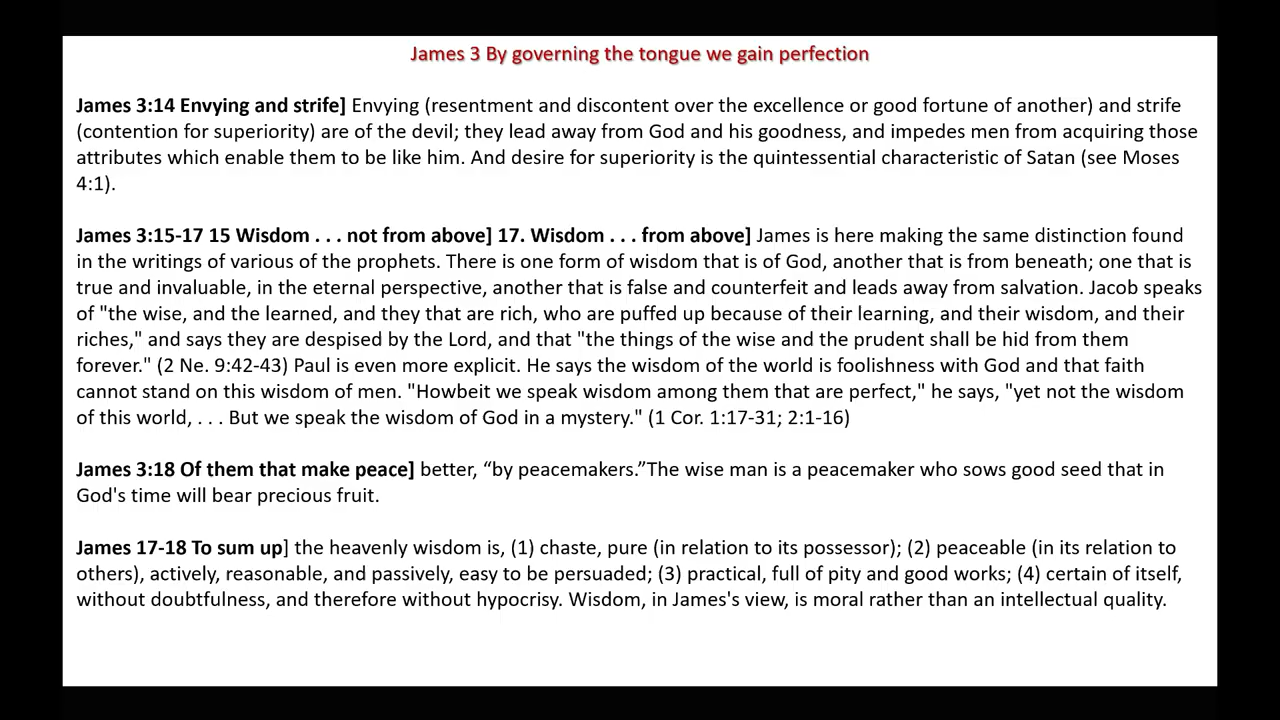 James 3 By governing the tongue we gain perfection
James 3:14 Envying and strife] Envying (resentment and discontent over the excellence or good fortune of another) and strife
(contention for superiority) are of the devil; they lead away from God and his goodness, and impedes men from acquiring those
attributes which enable them to be like him. And desire for superiority is the quintessential characteristic of Satan (see Moses
4:1).
James 3:15-17 15 Wisdom . . . not from above] 17. Wisdom . . . from above] James is here making the same distinction found
in the writings of various of the prophets. There is one form of wisdom that is of God, another that is from beneath; one that is
true and invaluable, in the eternal perspective, another that is false and counterfeit and leads away from salvation. Jacob speaks
of "the wise, and the learned, and they that are rich, who are puffed up because of their learning, and their wisdom, and their
riches," and says they are despised by the Lord, and that "the things of the wise and the prudent shall be hid from them
forever." (2 Ne. 9:42-43) Paul is even more explicit. He says the wisdom of the world is foolishness with God and that faith
cannot stand on this wisdom of men. "Howbeit we speak wisdom among them that are perfect," he says, "yet not the wisdom
of this world, . . . But we speak the wisdom of God in a mystery." (1 Cor. 1:17-31; 2:1-16)
James 3:18 Of them that make peace] better, “by peacemakers.”The wise man is a peacemaker who sows good seed that in
God's time will bear precious fruit.
James 17-18 To sum up] the heavenly wisdom is, (1) chaste, pure (in relation to its possessor); (2) peaceable (in its relation to
others), actively, reasonable, and passively, easy to be persuaded; (3) practical, full of pity and good works; (4) certain of itself,
without doubtfulness, and therefore without hypocrisy. Wisdom, in James's view, is moral rather than an intellectual quality.